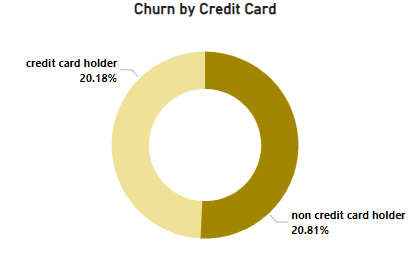 Churn by Credit Card
credit card holder
20.18%
non credit card holder
20.81%